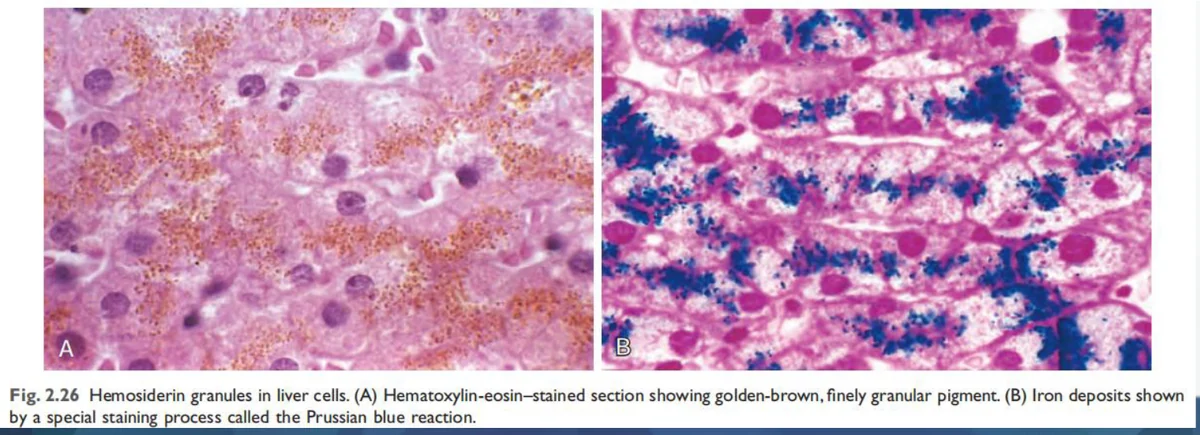 A
B
Fig. 2.26 Hemosiderin granules in liver cells. (A) Hematoxylin-eosin–stained section showing golden-brown, finely granular pigment. (B) Iron deposits shown
by a special staining process called the Prussian blue reaction.